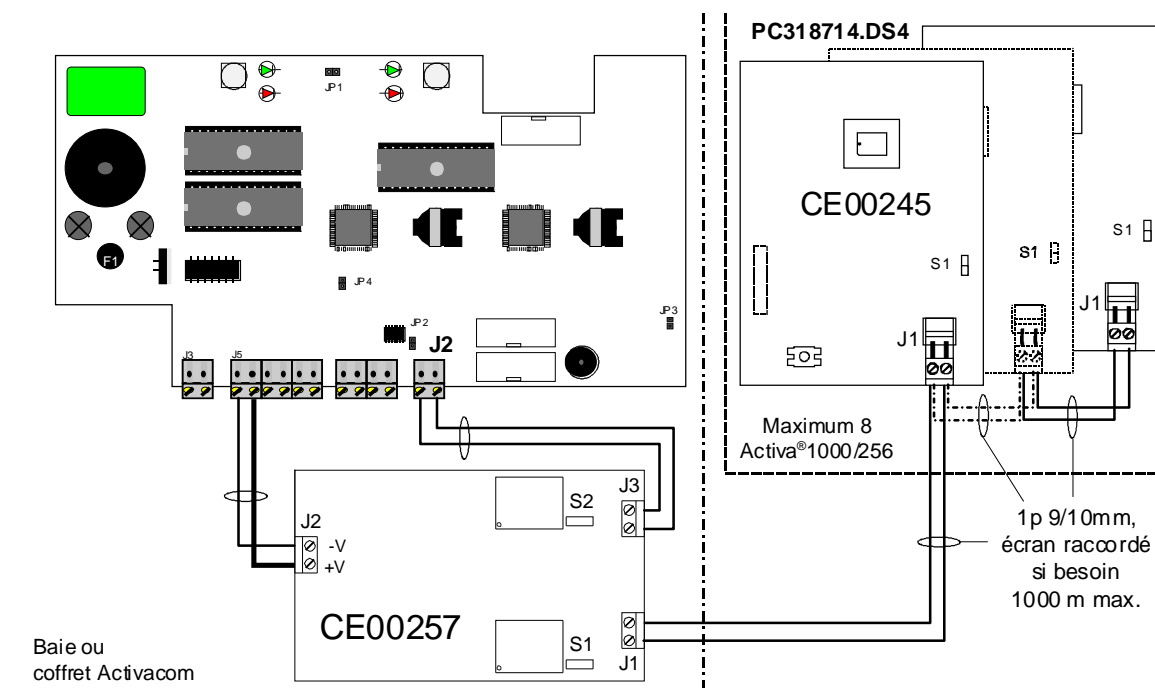 PC318714.DS4
JP1
CE00245
F1
S1
S1
S1
JP4
J1
JP3
JP2
J2
J1
J3
J5
Maximum 8
Activa®1000/256
J3
S2
J2
-V
+V
1p 9/10mm,
écran raccordé
si besoin
1000 m max.
CE00257
S1
J1
Baie ou
coffret Activacom